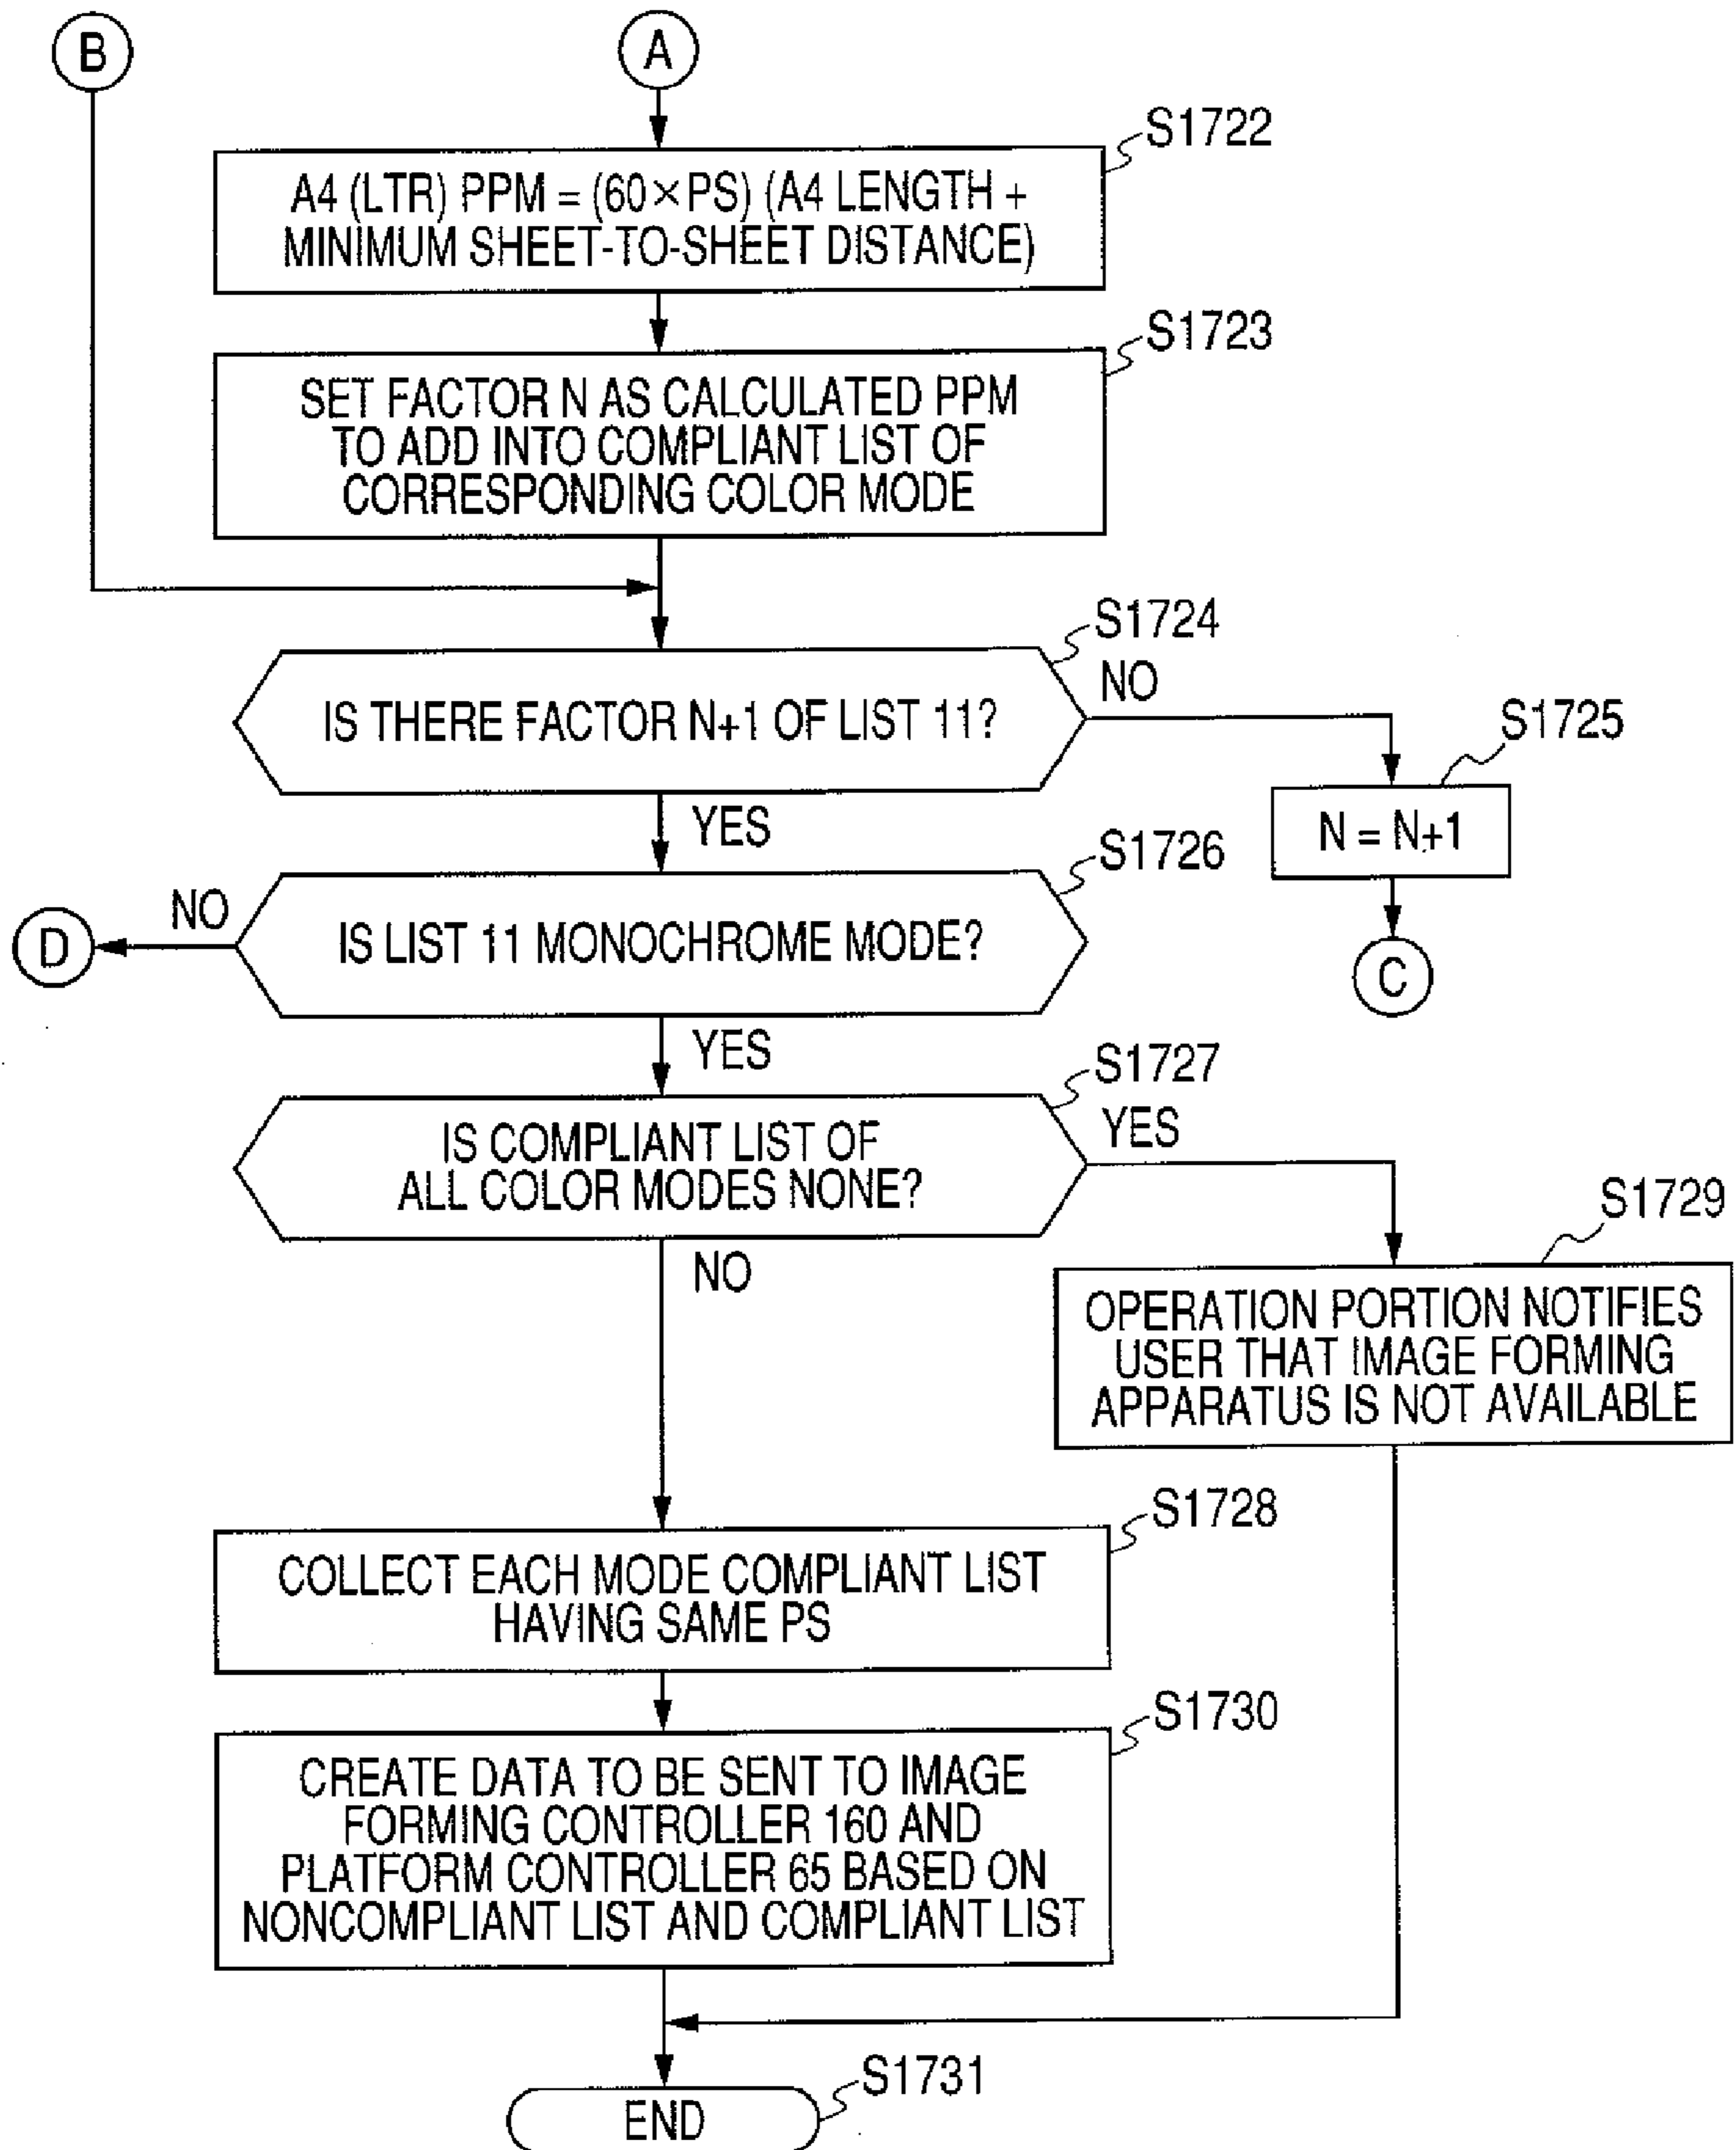 B
A
S1722
A4 (LTR) PPM = (60×PS) (A4 LENGTH +
MINIMUM SHEET-TO-SHEET DISTANCE)
S1723
SET FACTOR N AS CALCULATED PPM
TO ADD INTO COMPLIANT LIST OF
CORRESPONDING COLOR MODE
S1724
IS THERE FACTOR N+1 OF LIST 11?
NO
YES
S1725
N = N+1
C
S1726
IS LIST 11 MONOCHROME MODE?
NO
D
YES
S1727
IS COMPLIANT LIST OF
ALL COLOR MODES NONE?
YES
NO
S1729
OPERATION PORTION NOTIFIES
USER THAT IMAGE FORMING
APPARATUS IS NOT AVAILABLE
S1728
COLLECT EACH MODE COMPLIANT LIST
HAVING SAME PS
S1730
CREATE DATA TO BE SENT TO IMAGE
FORMING CONTROLLER 160 AND
PLATFORM CONTROLLER 65 BASED ON
NONCOMPLIANT LIST AND COMPLIANT LIST
S1731
END